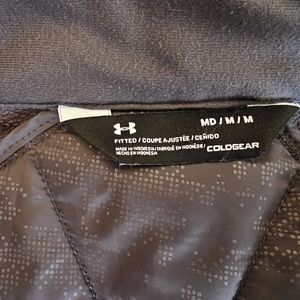 MD / M / M
FITTED / COUPE AJUSTÉE / CEÑIDO
MADE IN INDONESIA/FABRIQUÉ EN INDONÉSIE/
HECHO EN INDONESIA
COLDGEAR